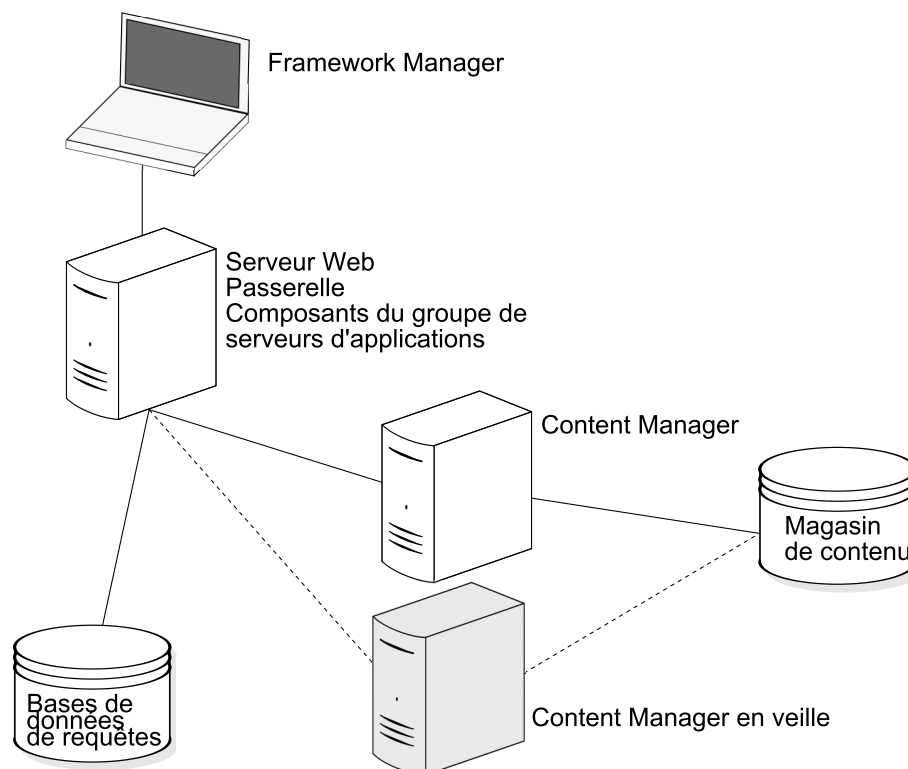 Framework Manager
Serveur Web
Passerelle
Composants du groupe de
serveurs d'applications
Content Manager
Magasin
de contenu
Bases de
données
de requêtes
Content Manager en veille